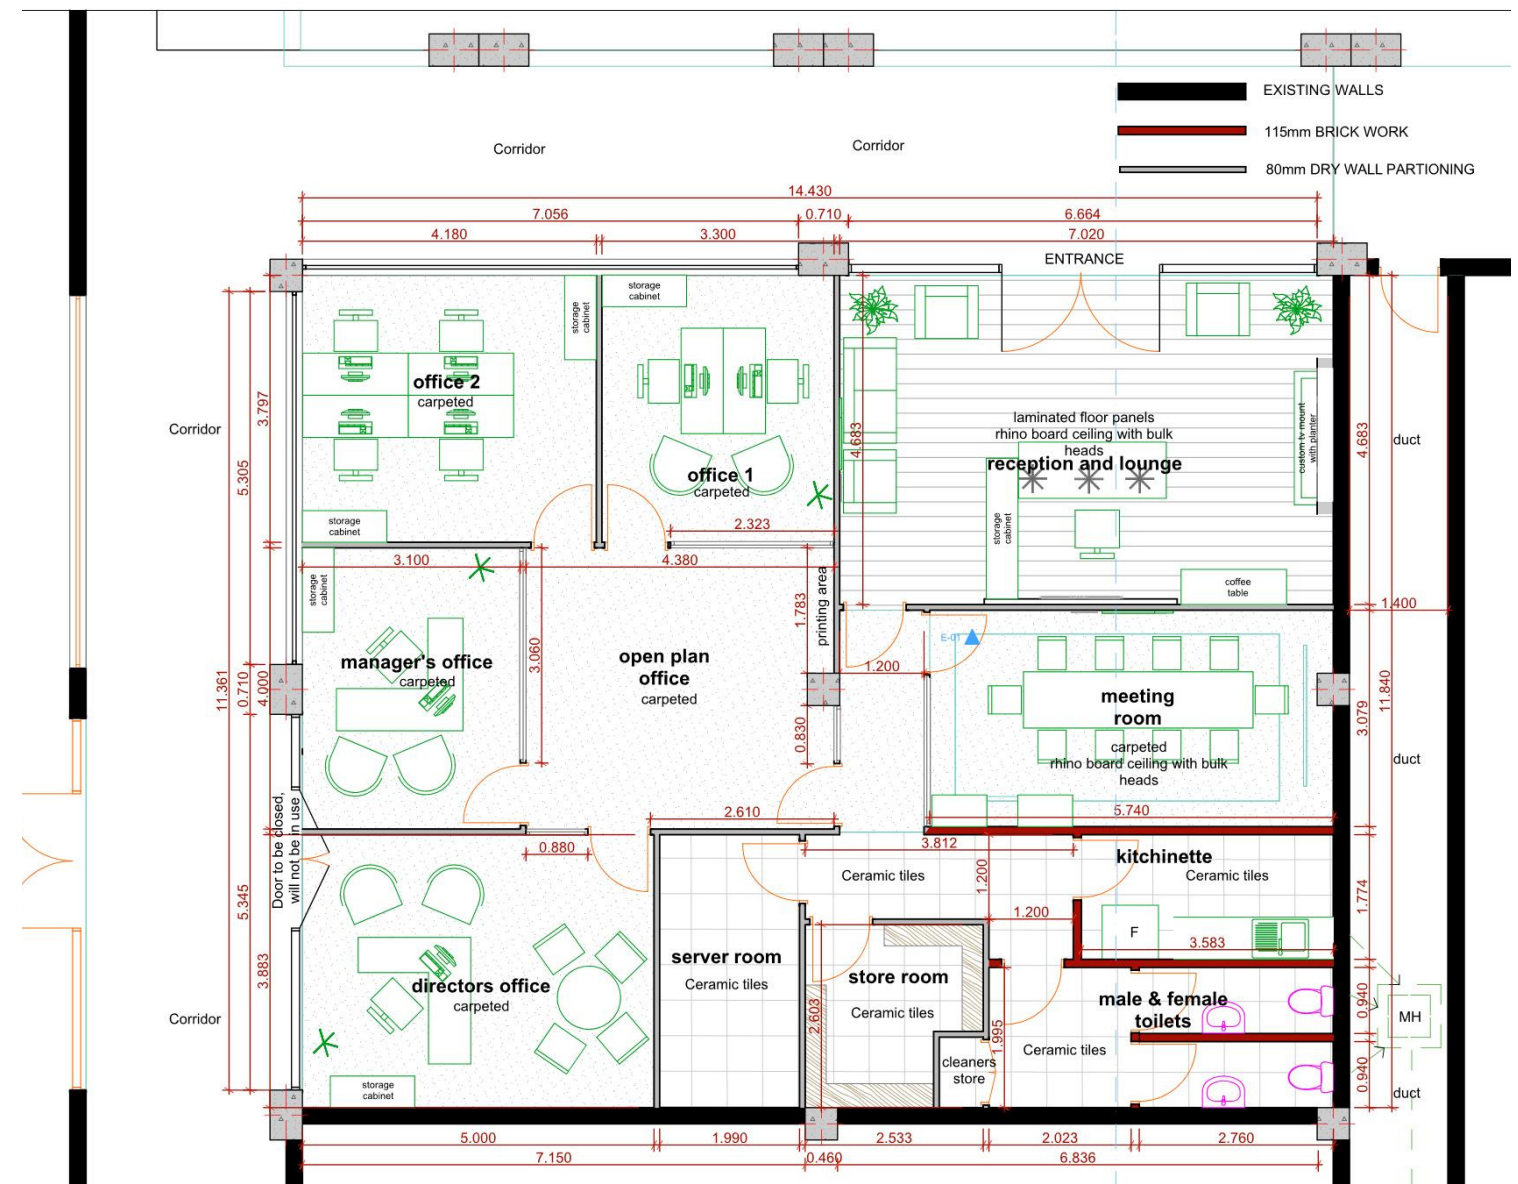 EXISTING WALLS
115mm BRICK WORK
80mm DRY WALL PARTIONING
Corridor
Corridor
14.430
7.056
0.710
6.664
4.180
3.300
7.020
ENTRANCE
storage
cabinet
storage
cabinet
office 2
carpeted
office 1
carpeted
laminated floor panels
rhino board ceiling with bulk
heads
reception and lounge
custom tv mount
with planter
storage
cabinet
coffee
table
storage
cabinet
Corridor
3.797
5.305
4.683
4.683
duct
2.323
3.100
4.380
storage
cabinet
1.783
printing area
1.400
manager's office
carpeted
3.060
open plan
office
carpeted
E-01
1.200
meeting
room
carpeted
rhino board ceiling with bulk
heads
11.361
0.710
4.000
0.830
3.079
11.840
duct
5.740
2.610
Door to be closed,
will not be in use
0.880
3.812
Ceramic tiles
1.200
1.200
kitchinette
Ceramic tiles
F
3.583
1.774
5.345
3.883
directors office
carpeted
server room
Ceramic tiles
store room
Ceramic tiles
2.603
male & female
toilets
Ceramic tiles
1.995
cleaners
store
0.940
0.940
MH
duct
Corridor
storage
cabinet
5.000
1.990
2.533
2.023
2.760
7.150
0.460
6.836